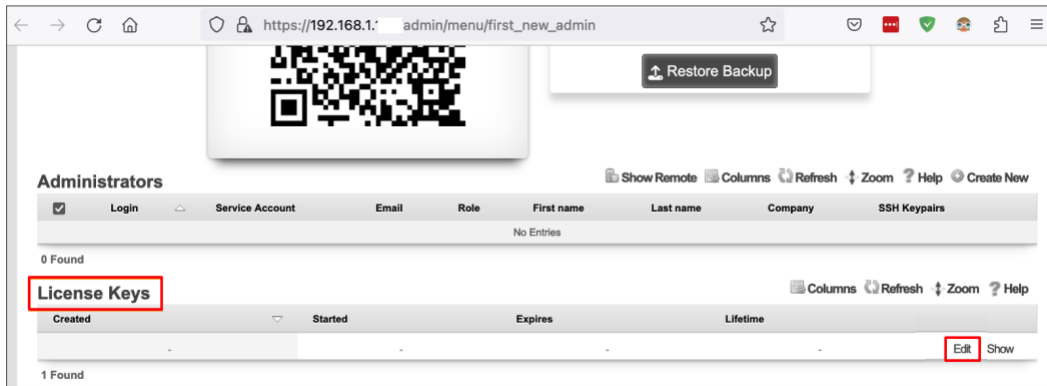 https://192.168.1. admin/menu/first_new_admin
Restore Backup
Administrators
Show Remote Columns Refresh Zoom ? Help Create New
Login Service Account Email Role First name Last name Company SSH Keypairs
No Entries
0 Found
License Keys
Columns Refresh Zoom ? Help
Created Started Expires Lifetime
- - - - Edit Show
1 Found